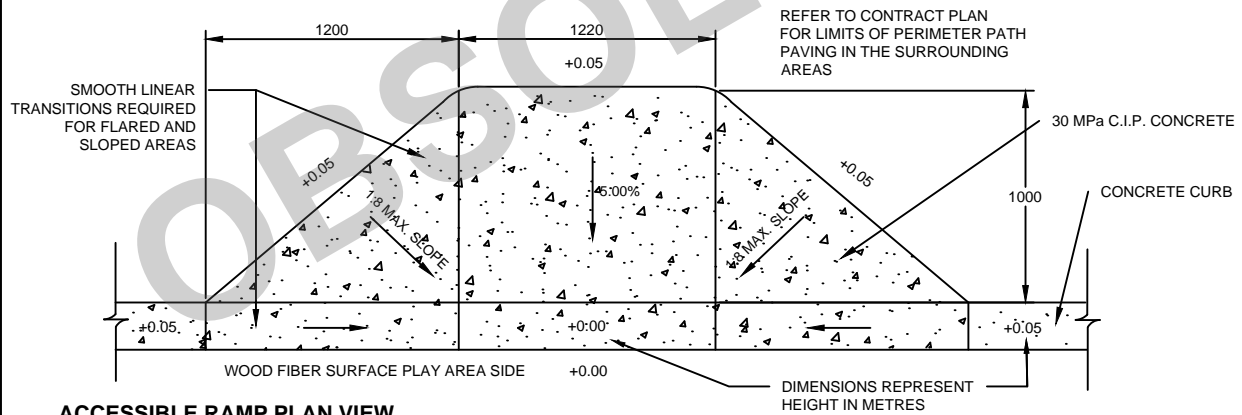 1200
1220
REFER TO CONTRACT PLAN
FOR LIMITS OF PERIMETER PATH
PAVING IN THE SURROUNDING
AREAS
+0.05
SMOOTH LINEAR
TRANSITIONS REQUIRED
FOR FLARED AND
SLOPED AREAS
30 MPa C.I.P. CONCRETE
+0.05
+0.05
5.00%
1:8 MAX. SLOPE
1:8 MAX. SLOPE
1000
CONCRETE CURB
+0.05
+0.00
+0.05
WOOD FIBER SURFACE PLAY AREA SIDE
+0.00
DIMENSIONS REPRESENT
HEIGHT IN METRES
ACCESSIBLE RAMP PLAN VIEW